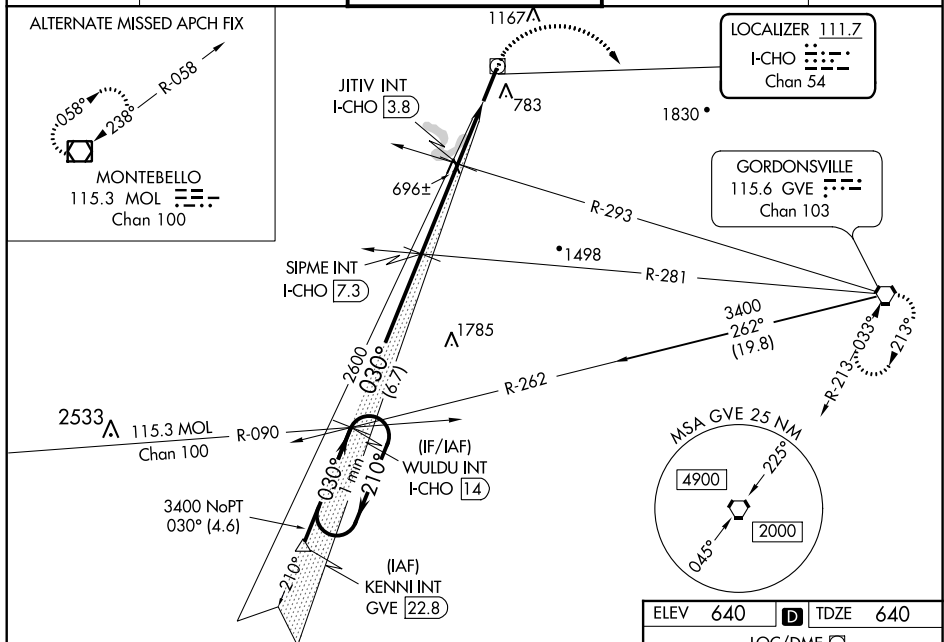 ALTERNATE MISSED APCH FIX
R-058
058°
238°
MONTEBELLO
115.3 MOL
Chan 100
1167
LOCALIZER 111.7
I-CHO
Chan 54
JITIV INT
I-CHO 3.8
783
1830
696±
GORDONSVILLE
115.6 GVE
Chan 103
R-293
SIPME INT
I-CHO 7.3
1498
R-281
1785
3400
262°
(19.8)
R-213
033°
213°
2600
030°
(6.7)
R-262
2533
115.3 MOL
Chan 100
R-090
(IF/IAF)
WULDU INT
I-CHO 14
030°
1 min
210°
3400 NoPT
030° (4.6)
210°
(IAF)
KENNI INT
GVE 22.8
MSA GVE 25 NM
4900
225°
045°
2000
ELEV 640 D TDZE 640
LOC/DME